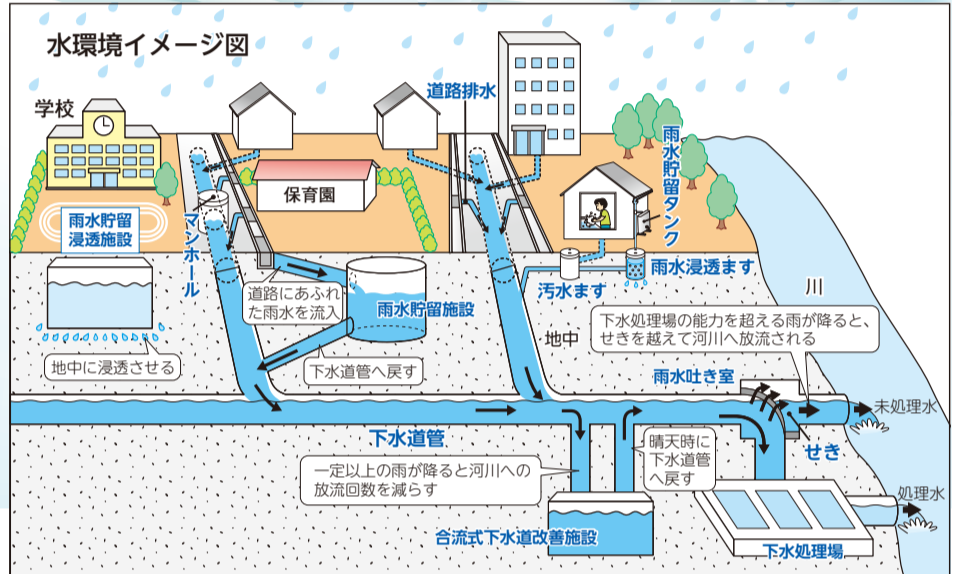 水環境イメージ図
学校
道路排水
雨水貯留タンク
保育園
雨水貯留
浸透施設
マンホール
雨水浸透ます
汚水ます
川
道路にあふれ
た雨水を流入
雨水貯留施設
地中
下水処理場の能力を超える雨が降ると、
せきを越えて河川へ放流される
地中に浸透させる
下水道管へ戻す
雨水吐き室
未処理水
下水道管
せき
晴天時に
下水道管
へ戻す
一定以上の雨が降ると河川への
放流回数を減らす
処理水
合流式下水道改善施設
下水処理場